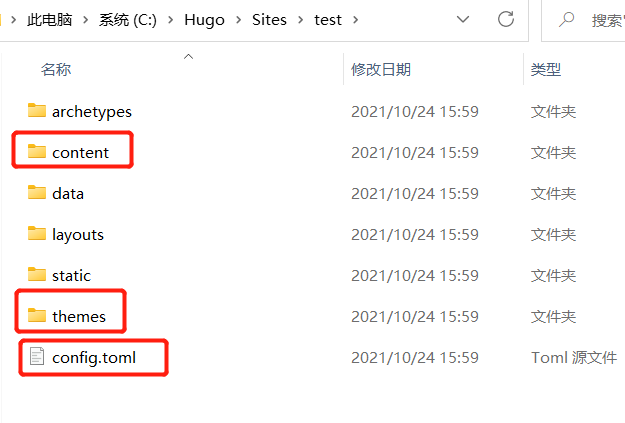 此电脑 > 系统 (C:) > Hugo > Sites > test >
搜索
名称 修改日期 类型
archetypes 2021/10/24 15:59 文件夹
content 2021/10/24 15:59 文件夹
data 2021/10/24 15:59 文件夹
layouts 2021/10/24 15:59 文件夹
static 2021/10/24 15:59 文件夹
themes 2021/10/24 15:59 文件夹
config.toml 2021/10/24 15:59 Toml 源文件